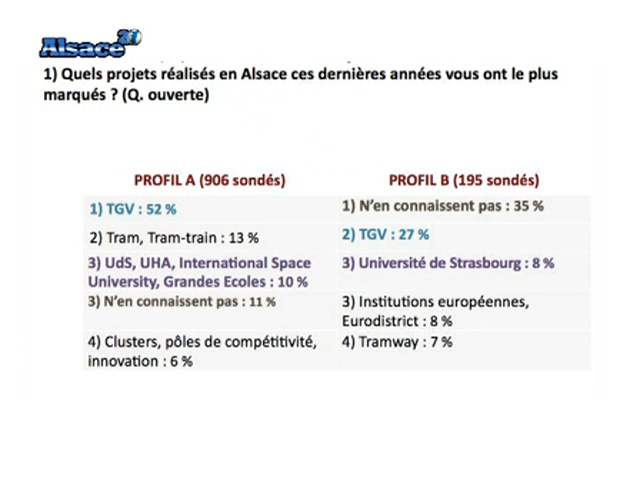 Alsace 20
1) Quels projets réalisés en Alsace ces dernières années vous ont le plus
marqués ? (Q. ouverte)
PROFIL A (906 sondés)
PROFIL B (195 sondés)
1) TGV : 52 %
1) N’en connaissent pas : 35 %
2) Tram, Tram-train : 13 %
2) TGV : 27 %
3) UdS, UHA, International Space
University, Grandes Ecoles : 10 %
3) Université de Strasbourg : 8 %
3) N’en connaissent pas : 11 %
3) Institutions européennes,
Eurodistrict : 8 %
4) Clusters, pôles de compétitivité,
innovation : 6 %
4) Tramway : 7 %